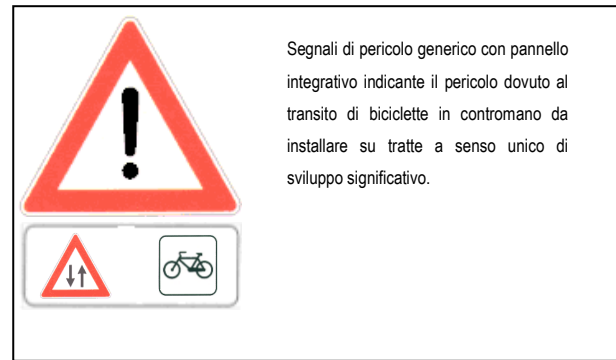 Segnali di pericolo generico con pannello
integrativo indicante il pericolo dovuto al
transito di biciclette in contromano da
installare su tratte a senso unico di
sviluppo significativo.